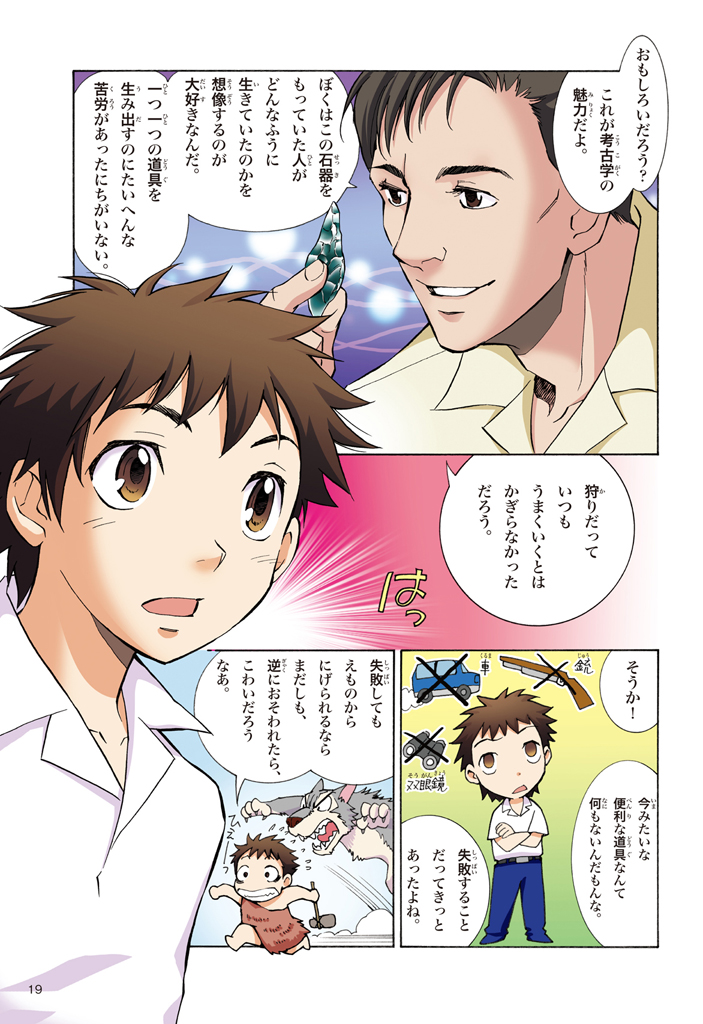 おもしろいだろう？
これが考古学の
魅力だよ。
ぼくはこの石器を
もっていた人が
どんなふうに
生きていたのかを
想像するのが
大好きなんだ。
一つ一つの道具を
生み出すのにたいへんな
苦労があったにちがいない。
狩りだって
いつも
うまくいくとは
かぎらなかった
だろう。
はっ
そうか！
銃
車
双眼鏡
今みたいな
便利な道具なんて
何もないんだもんな。
失敗すること
だってきっと
あったよね。
失敗しても
えものから
にげられるなら
まだしも、
逆におそわれたら、
こわいだろう
なあ。
19